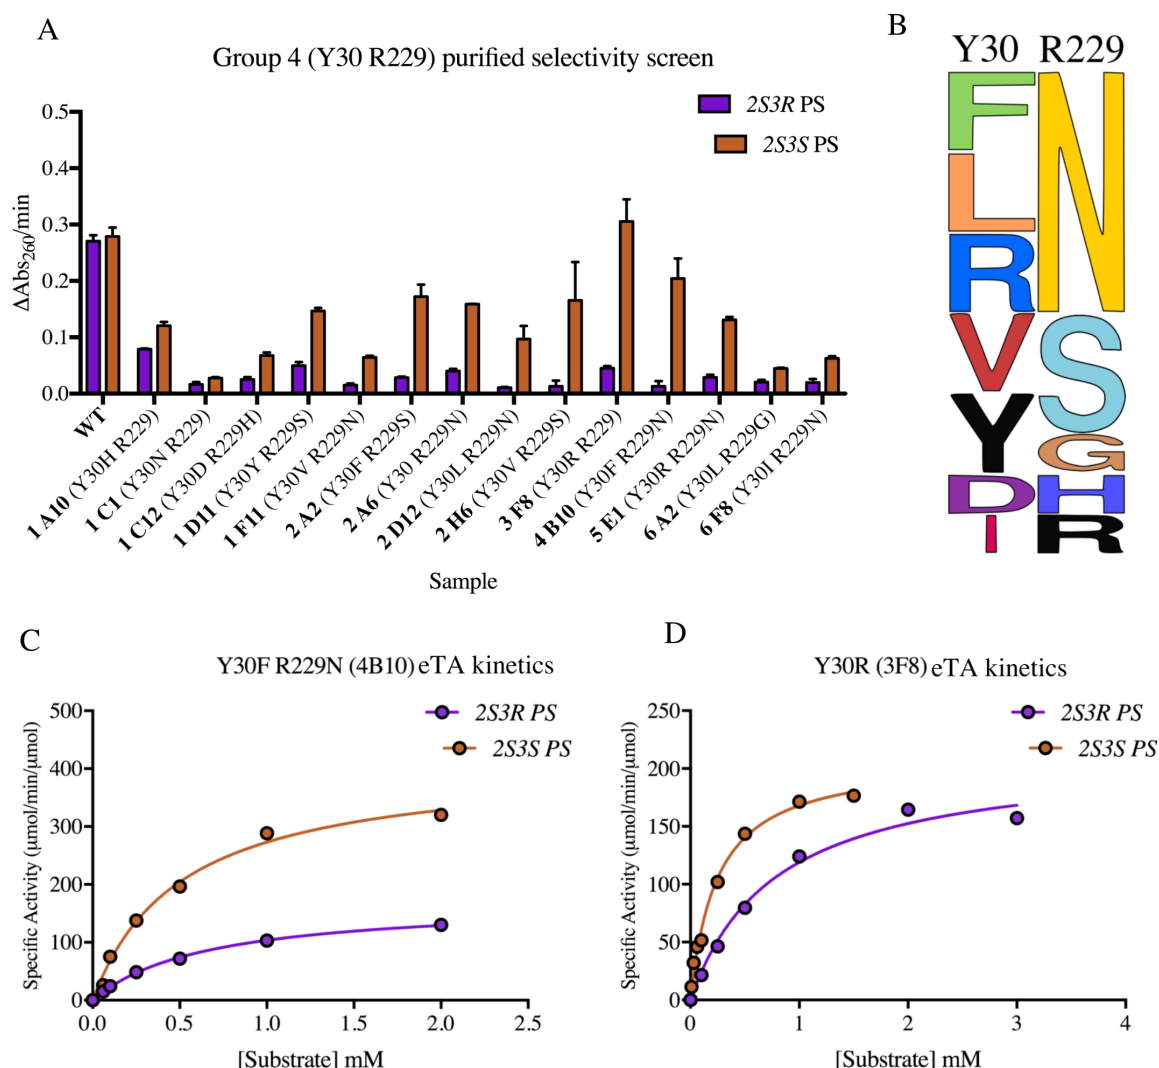 A
Group 4 (Y30 R229) purified selectivity screen
2S3R PS
2S3S PS
ΔAbs260/min
0.5
0.4
0.3
0.2
0.1
0.0
WT
1 A10 (Y30H R229)
1 C1 (Y30N R229)
1 C12 (Y30D R229H)
1 D11 (Y30Y R229S)
1 F11 (Y30V R229N)
2 A2 (Y30F R229S)
2 A6 (Y30 R229N)
2 D12 (Y30L R229N)
2 H6 (Y30V R229S)
3 F8 (Y30R R229)
4 B10 (Y30F R229N)
5 E1 (Y30R R229N)
6 A2 (Y30L R229G)
6 F8 (Y30I R229N)
Sample
B
Y30 R229
F
L
R
V
Y
D
I
N
S
G
H
R
C
Y30F R229N (4B10) eTA kinetics
2S3R PS
2S3S PS
Specific Activity (μmol/min/μmol)
500
400
300
200
100
0
0.0 0.5 1.0 1.5 2.0 2.5
[Substrate] mM
D
Y30R (3F8) eTA kinetics
2S3R PS
2S3S PS
Specific Activity (μmol/min/μmol)
250
200
150
100
50
0
0 1 2 3 4
[Substrate] mM